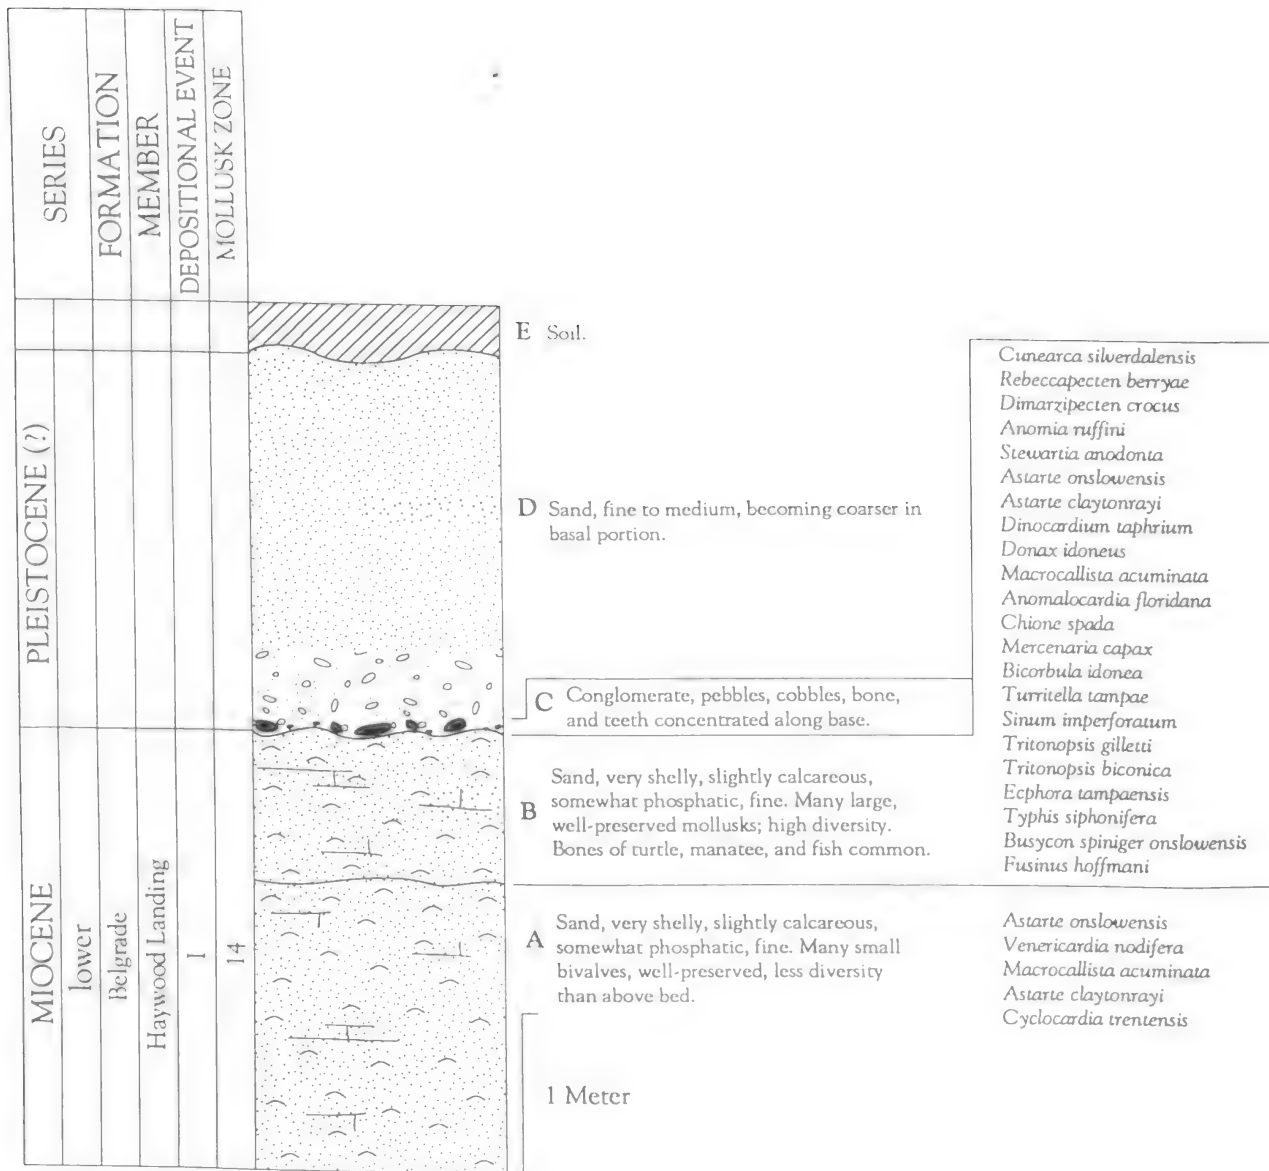 SERIES
FORMATION
MEMBER
DEPOSITIONAL EVENT
MOLLUSK ZONE
PLEISTOCENE (?)
MIOCENE
lower
Belgrade
Haywood Landing
I
14
E Soil.
D Sand, fine to medium, becoming coarser in
basal portion.
C Conglomerate, pebbles, cobbles, bone,
and teeth concentrated along base.
B Sand, very shelly, slightly calcareous,
somewhat phosphatic, fine. Many large,
well-preserved mollusks; high diversity.
Bones of turtle, manatee, and fish common.
Cunearca silverdalensis
Rebeccapecten berryae
Dimarzipecten crocus
Anomia ruffini
Stewartia anodonta
Astarte onslowensis
Astarte claytonrayi
Dinocardium taphrium
Donax idoneus
Macrocallista acuminata
Anomalocardia floridana
Chione spada
Mercenaria capax
Bicorbula idonea
Turritella tampae
Sinum imperforatum
Tritonopsis gilletti
Tritonopsis biconica
Ecphora tampaensis
Typhis siphonifera
Busycon spiniger onslowensis
Fusinus hoffmani
A Sand, very shelly, slightly calcareous,
somewhat phosphatic, fine. Many small
bivalves, well-preserved, less diversity
than above bed.
Astarte onslowensis
Venericardia nodifera
Macrocallista acuminata
Astarte claytonrayi
Cyclocardia trentensis
1 Meter